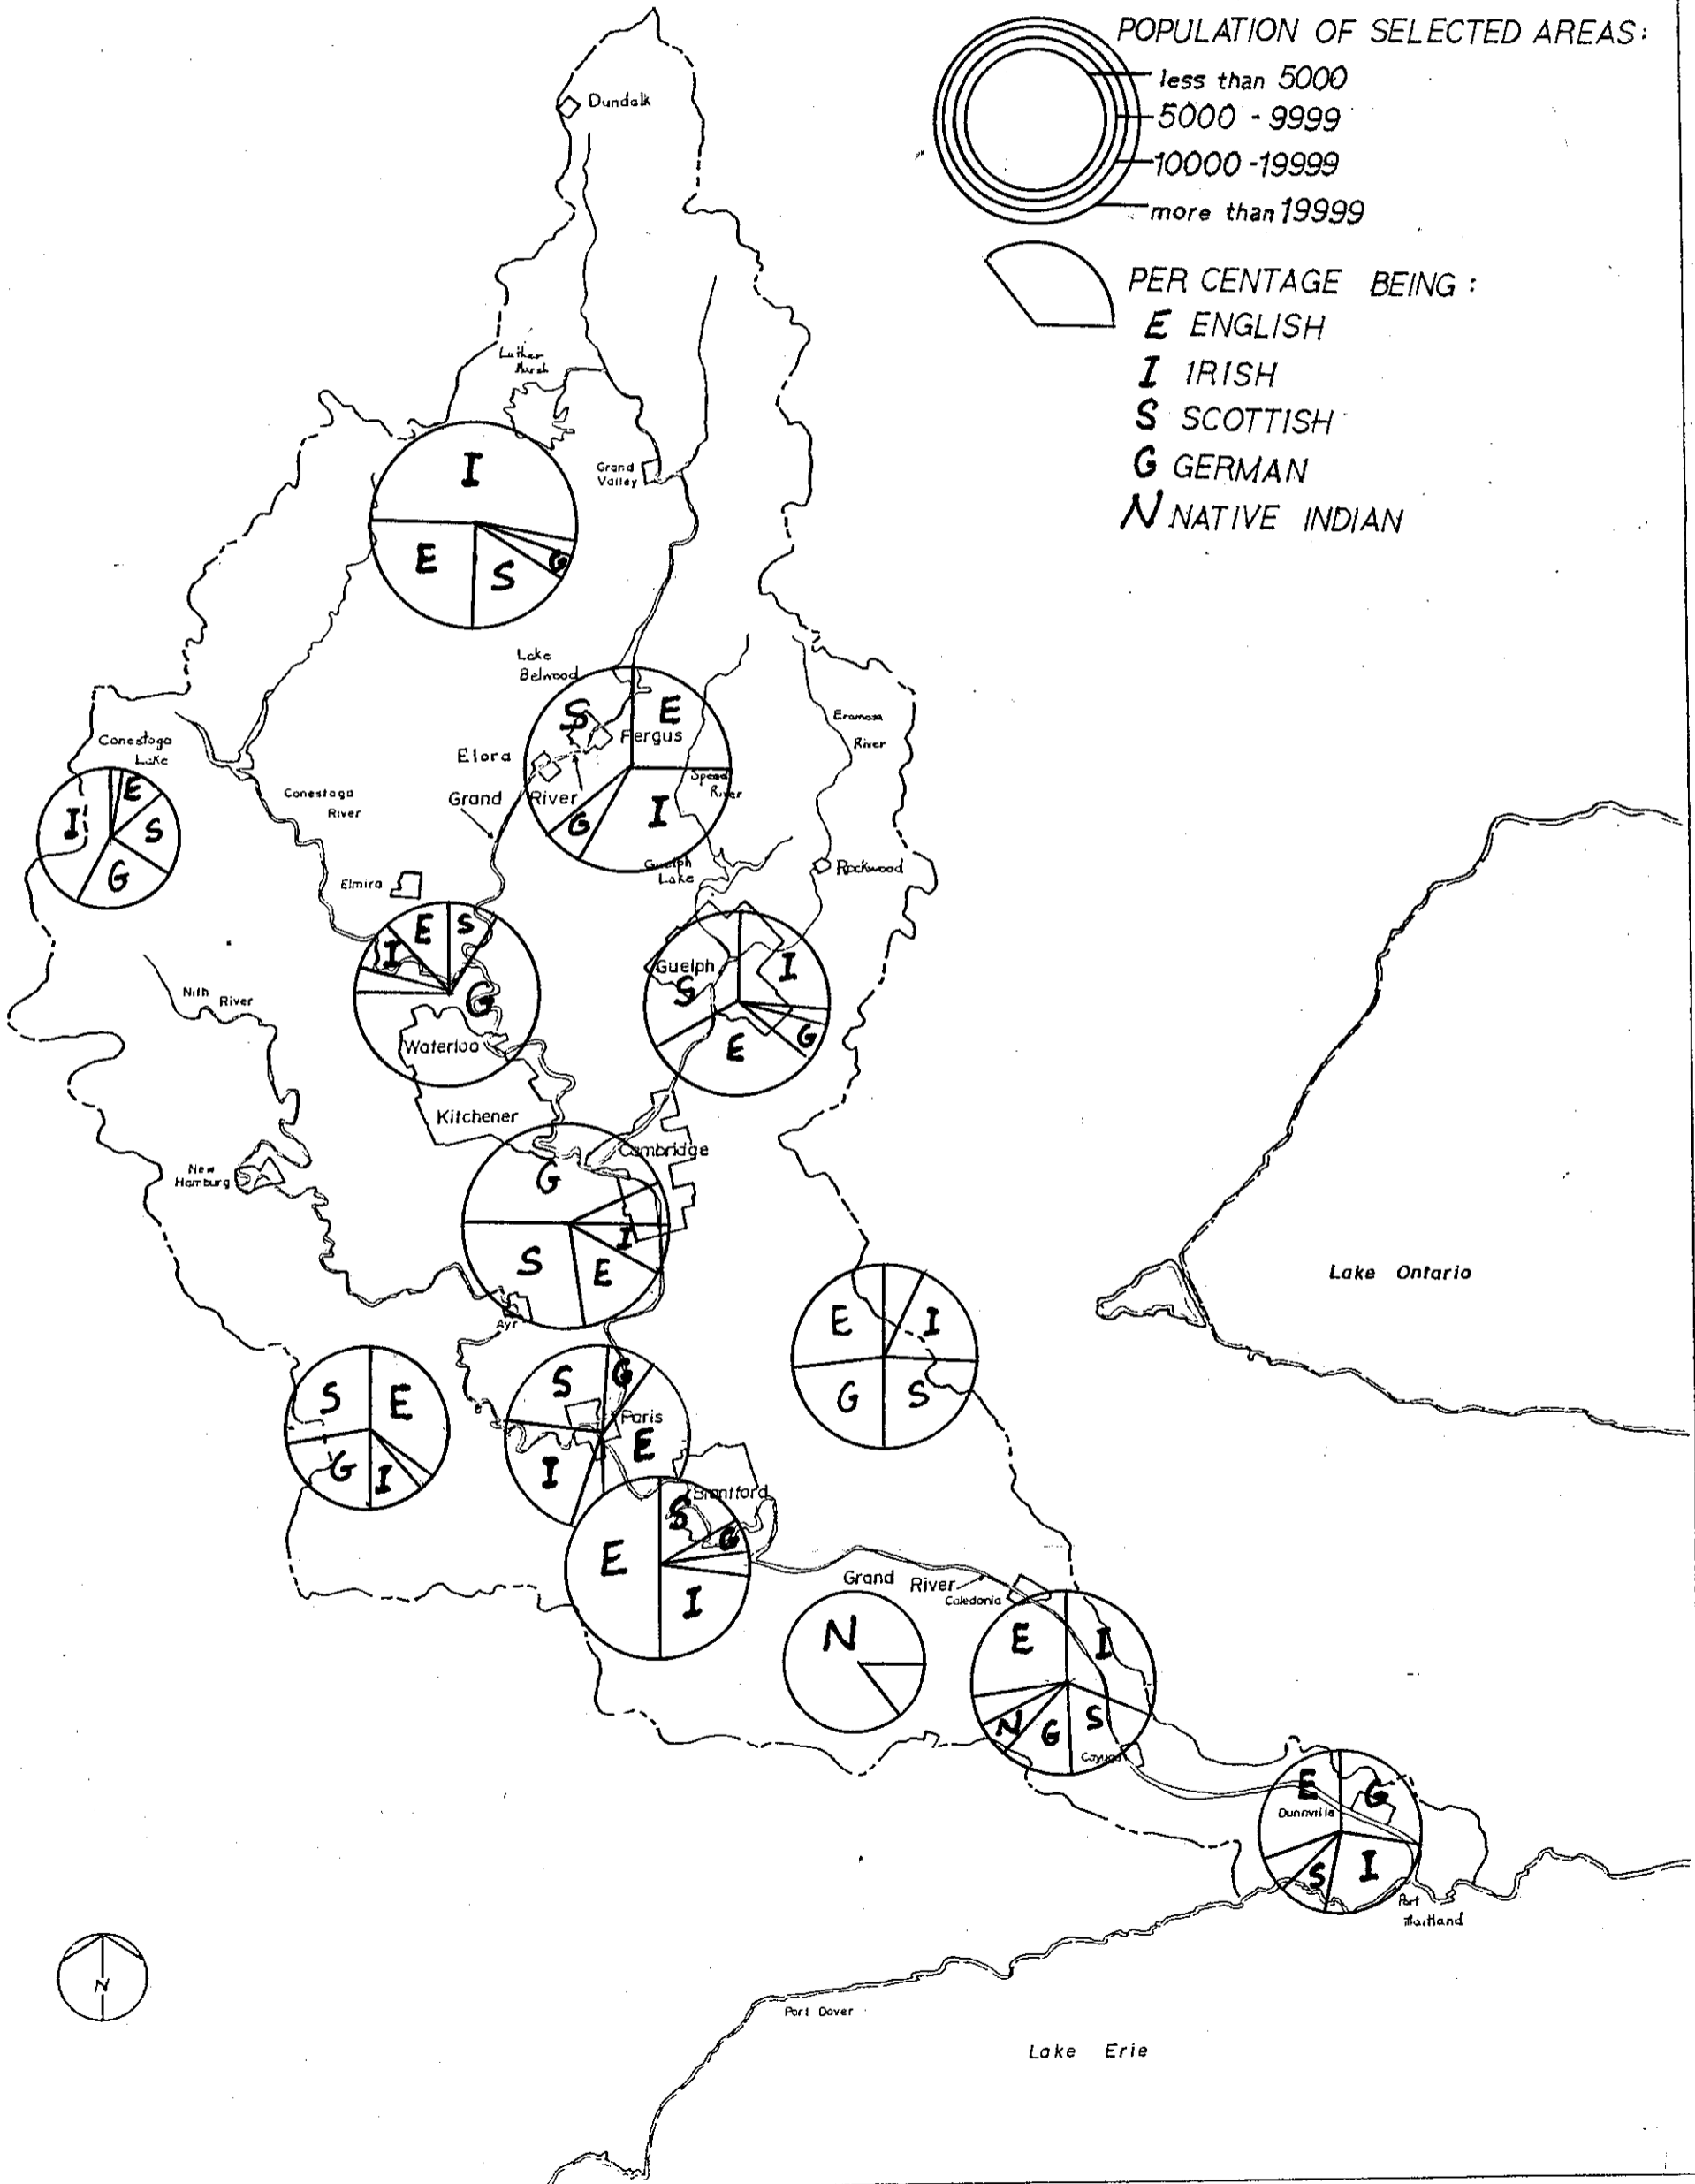 POPULATION OF SELECTED AREAS:
less than 5000
5000 - 9999
10000 - 19999
more than 19999
PER CENTAGE BEING :
E ENGLISH
I IRISH
S SCOTTISH
G GERMAN
N NATIVE INDIAN
Dundalk
Luther
Marsh
Grand
Valley
I
E
S
G
Lake
Belwood
S
E
Fergus
Elora
Grand River
Speed
River
G
I
Eramosa
River
Conestoga
Lake
Conestoga
River
I
E
S
G
Guelph
Lake
Rockwood
Elmira
E
S
I
G
Guelph
S
I
E
G
Nith River
Waterloo
Kitchener
Cambridge
G
I
S
E
New
Hamburg
Ayr
Lake Ontario
E
I
G
S
S
E
G
I
S
G
Paris
E
I
Brantford
S
G
E
I
Grand River
Caledonia
N
E
I
N
G
S
Cayuga
E
G
Dunnville
S
I
Port
Maitland
N
Port Dover
Lake Erie